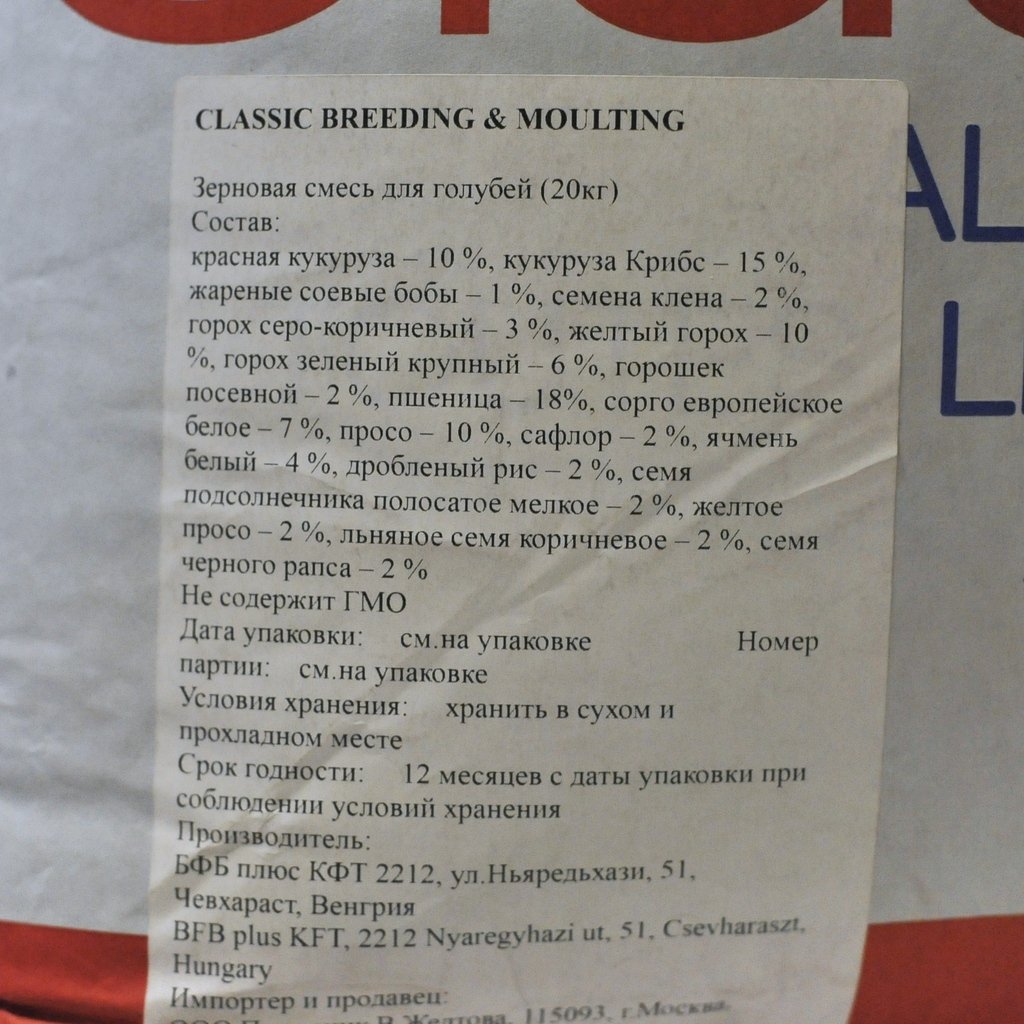 CLASSIC BREEDING & MOULTING
Зерновая смесь для голубей (20кг)
Состав:
красная кукуруза – 10 %, кукуруза Крибс – 15 %,
жареные соевые бобы – 1 %, семена клена – 2 %,
горох серо-коричневый – 3 %, желтый горох – 10
%, горох зеленый крупный – 6 %, горошек
посевной – 2 %, пшеница – 18%, сорго европейское
белое – 7 %, просо – 10 %, сафлор – 2 %, ячмень
белый – 4 %, дробленый рис – 2 %, семя
подсолнечника полосатое мелкое – 2 %, желтое
просо – 2 %, льняное семя коричневое – 2 %, семя
черного рапса – 2 %
Не содержит ГМО
Дата упаковки: см.на упаковке Номер
партии: см.на упаковке
Условия хранения: хранить в сухом и
прохладном месте
Срок годности: 12 месяцев с даты упаковки при
соблюдении условий хранения
Производитель:
БФБ плюс КФТ 2212, ул.Ньяредьхази, 51,
Чевхараст, Венгрия
BFB plus KFT, 2212 Nyaregyhazi ut, 51, Csevharaszt,
Hungary
Импортер и продавец:
ООО В.Желтова, 115093, г.Москва,
AL